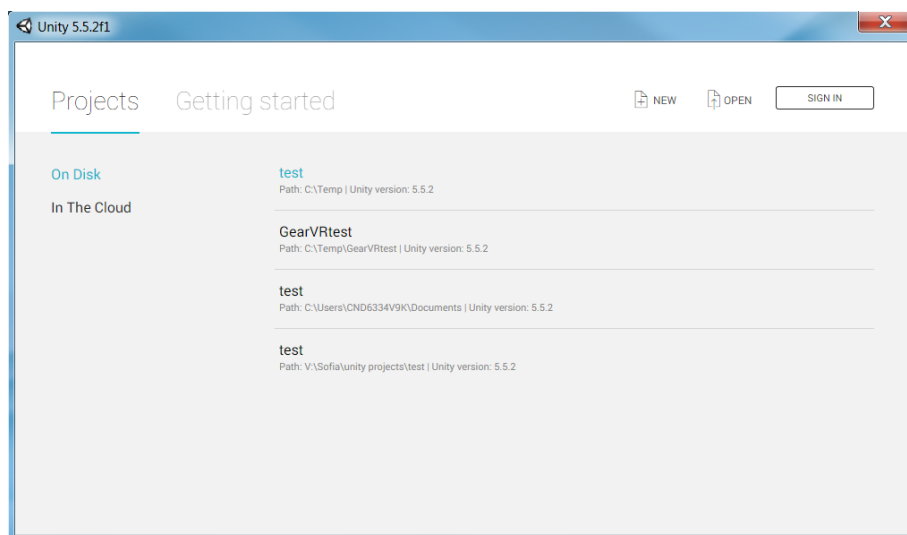 Unity 5.5.2f1
Projects Getting started NEW OPEN SIGN IN
On Disk
In The Cloud
test
Path: C:\Temp | Unity version: 5.5.2
GearVRtest
Path: C:\Temp\GearVRtest | Unity version: 5.5.2
test
Path: C:\Users\CND6334V9K\Documents | Unity version: 5.5.2
test
Path: V:\Sofia\unity projects\test | Unity version: 5.5.2